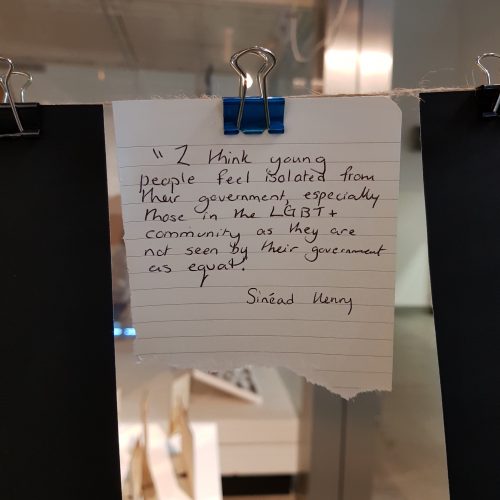 "I think young
people feel isolated from
their government, especially
those in the LGBT+
community as they are
not seen by their government
as equal".
Sinéad Henry